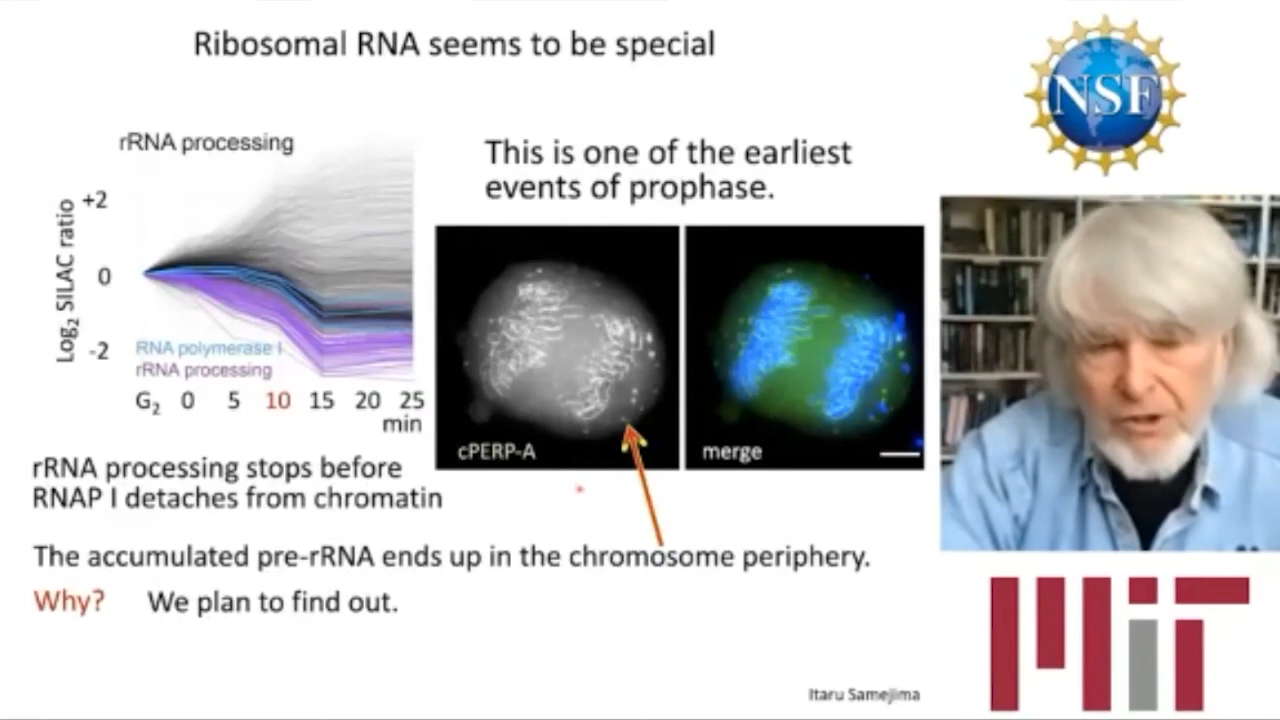 Ribosomal RNA seems to be special
NSF
rRNA processing
This is one of the earliest
events of prophase.
Log2 SILAC ratio
+2
0
-2
RNA polymerase I
rRNA processing
G2 0 5 10 15 20 25
min
cPERP-A
merge
rRNA processing stops before
RNAP I detaches from chromatin
The accumulated pre-rRNA ends up in the chromosome periphery.
Why? We plan to find out.
MIT
Itaru Samejima